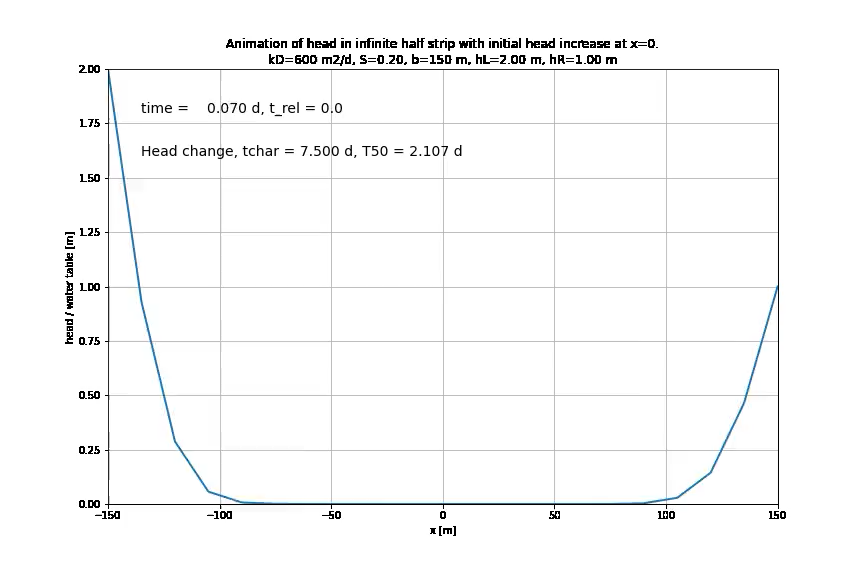 Animation of head in infinite half strip with initial head increase at x=0.
kD=600 m2/d, S=0.20, b=150 m, hL=2.00 m, hR=1.00 m
2.00
time = 0.070 d, t_rel = 0.0
1.75
Head change, tchar = 7.500 d, T50 = 2.107 d
1.50
1.25
head / water table [m]
1.00
0.75
0.50
0.25
0.00
−150 −100 −50 0 50 100 150
x [m]